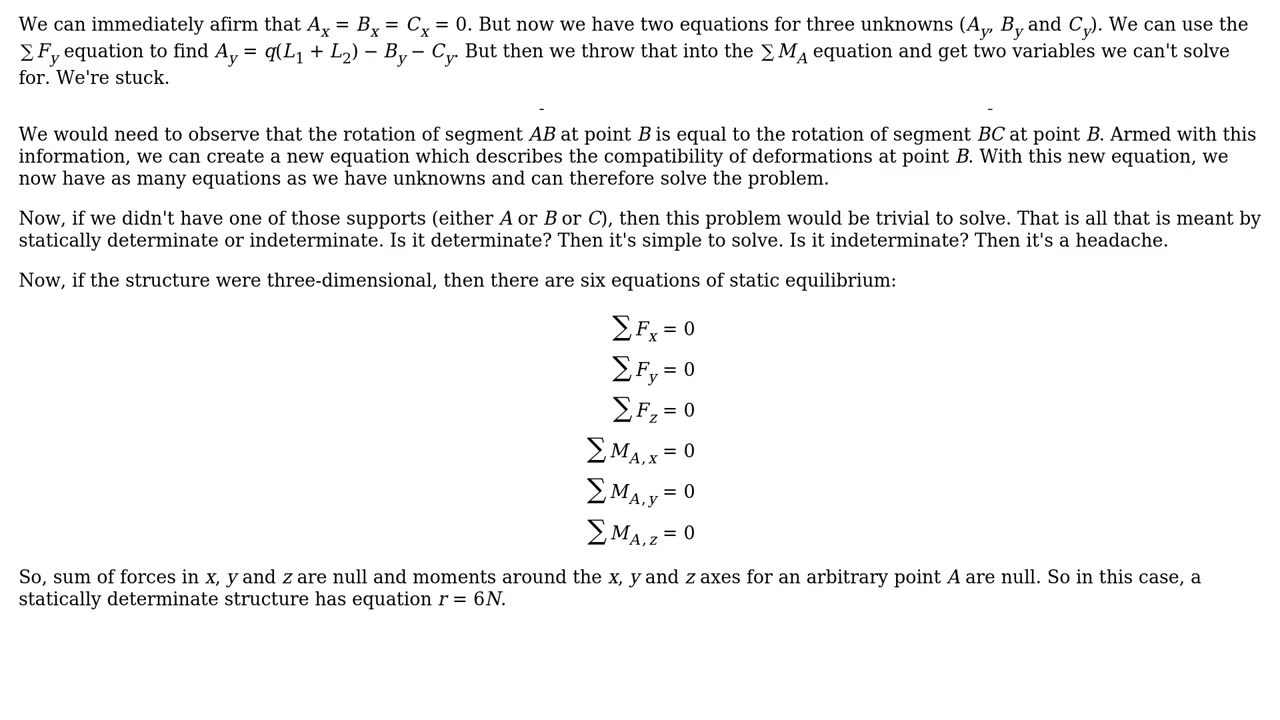 We can immediately afirm that Aₓ = Bₓ = Cₓ = 0. But now we have two equations for three unknowns (A_y, B_y and C_y). We can use the
∑ F_y equation to find A_y = q(L₁ + L₂) − B_y − C_y. But then we throw that into the ∑ M_A equation and get two variables we can't solve
for. We're stuck.
We would need to observe that the rotation of segment AB at point B is equal to the rotation of segment BC at point B. Armed with this
information, we can create a new equation which describes the compatibility of deformations at point B. With this new equation, we
now have as many equations as we have unknowns and can therefore solve the problem.
Now, if we didn't have one of those supports (either A or B or C), then this problem would be trivial to solve. That is all that is meant by
statically determinate or indeterminate. Is it determinate? Then it's simple to solve. Is it indeterminate? Then it's a headache.
Now, if the structure were three-dimensional, then there are six equations of static equilibrium:
∑ Fₓ = 0
∑ F_y = 0
∑ F_z = 0
∑ M_{A,x} = 0
∑ M_{A,y} = 0
∑ M_{A,z} = 0
So, sum of forces in x, y and z are null and moments around the x, y and z axes for an arbitrary point A are null. So in this case, a
statically determinate structure has equation r = 6N.